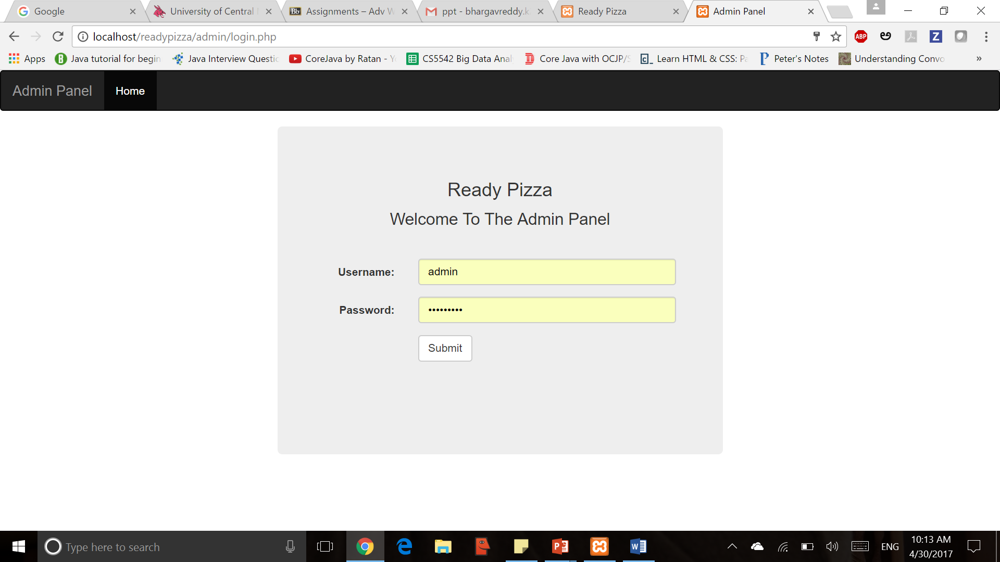 Google
University of Central
Assignments – Adv W
ppt - bhargavreddy.k
Ready Pizza
Admin Panel
localhost/readypizza/admin/login.php
ABP
Z
Apps
B
Java tutorial for begin
Java Interview Questic
CoreJava by Ratan - Yo
CS5542 Big Data Anal
Core Java with OCJP/S
Learn HTML & CSS: Pa
Peter's Notes
Understanding Convo
»
Admin Panel
Home
Ready Pizza
Welcome To The Admin Panel
Username:
admin
Password:
•••••••••
Submit
Type here to search
ENG
10:13 AM
4/30/2017